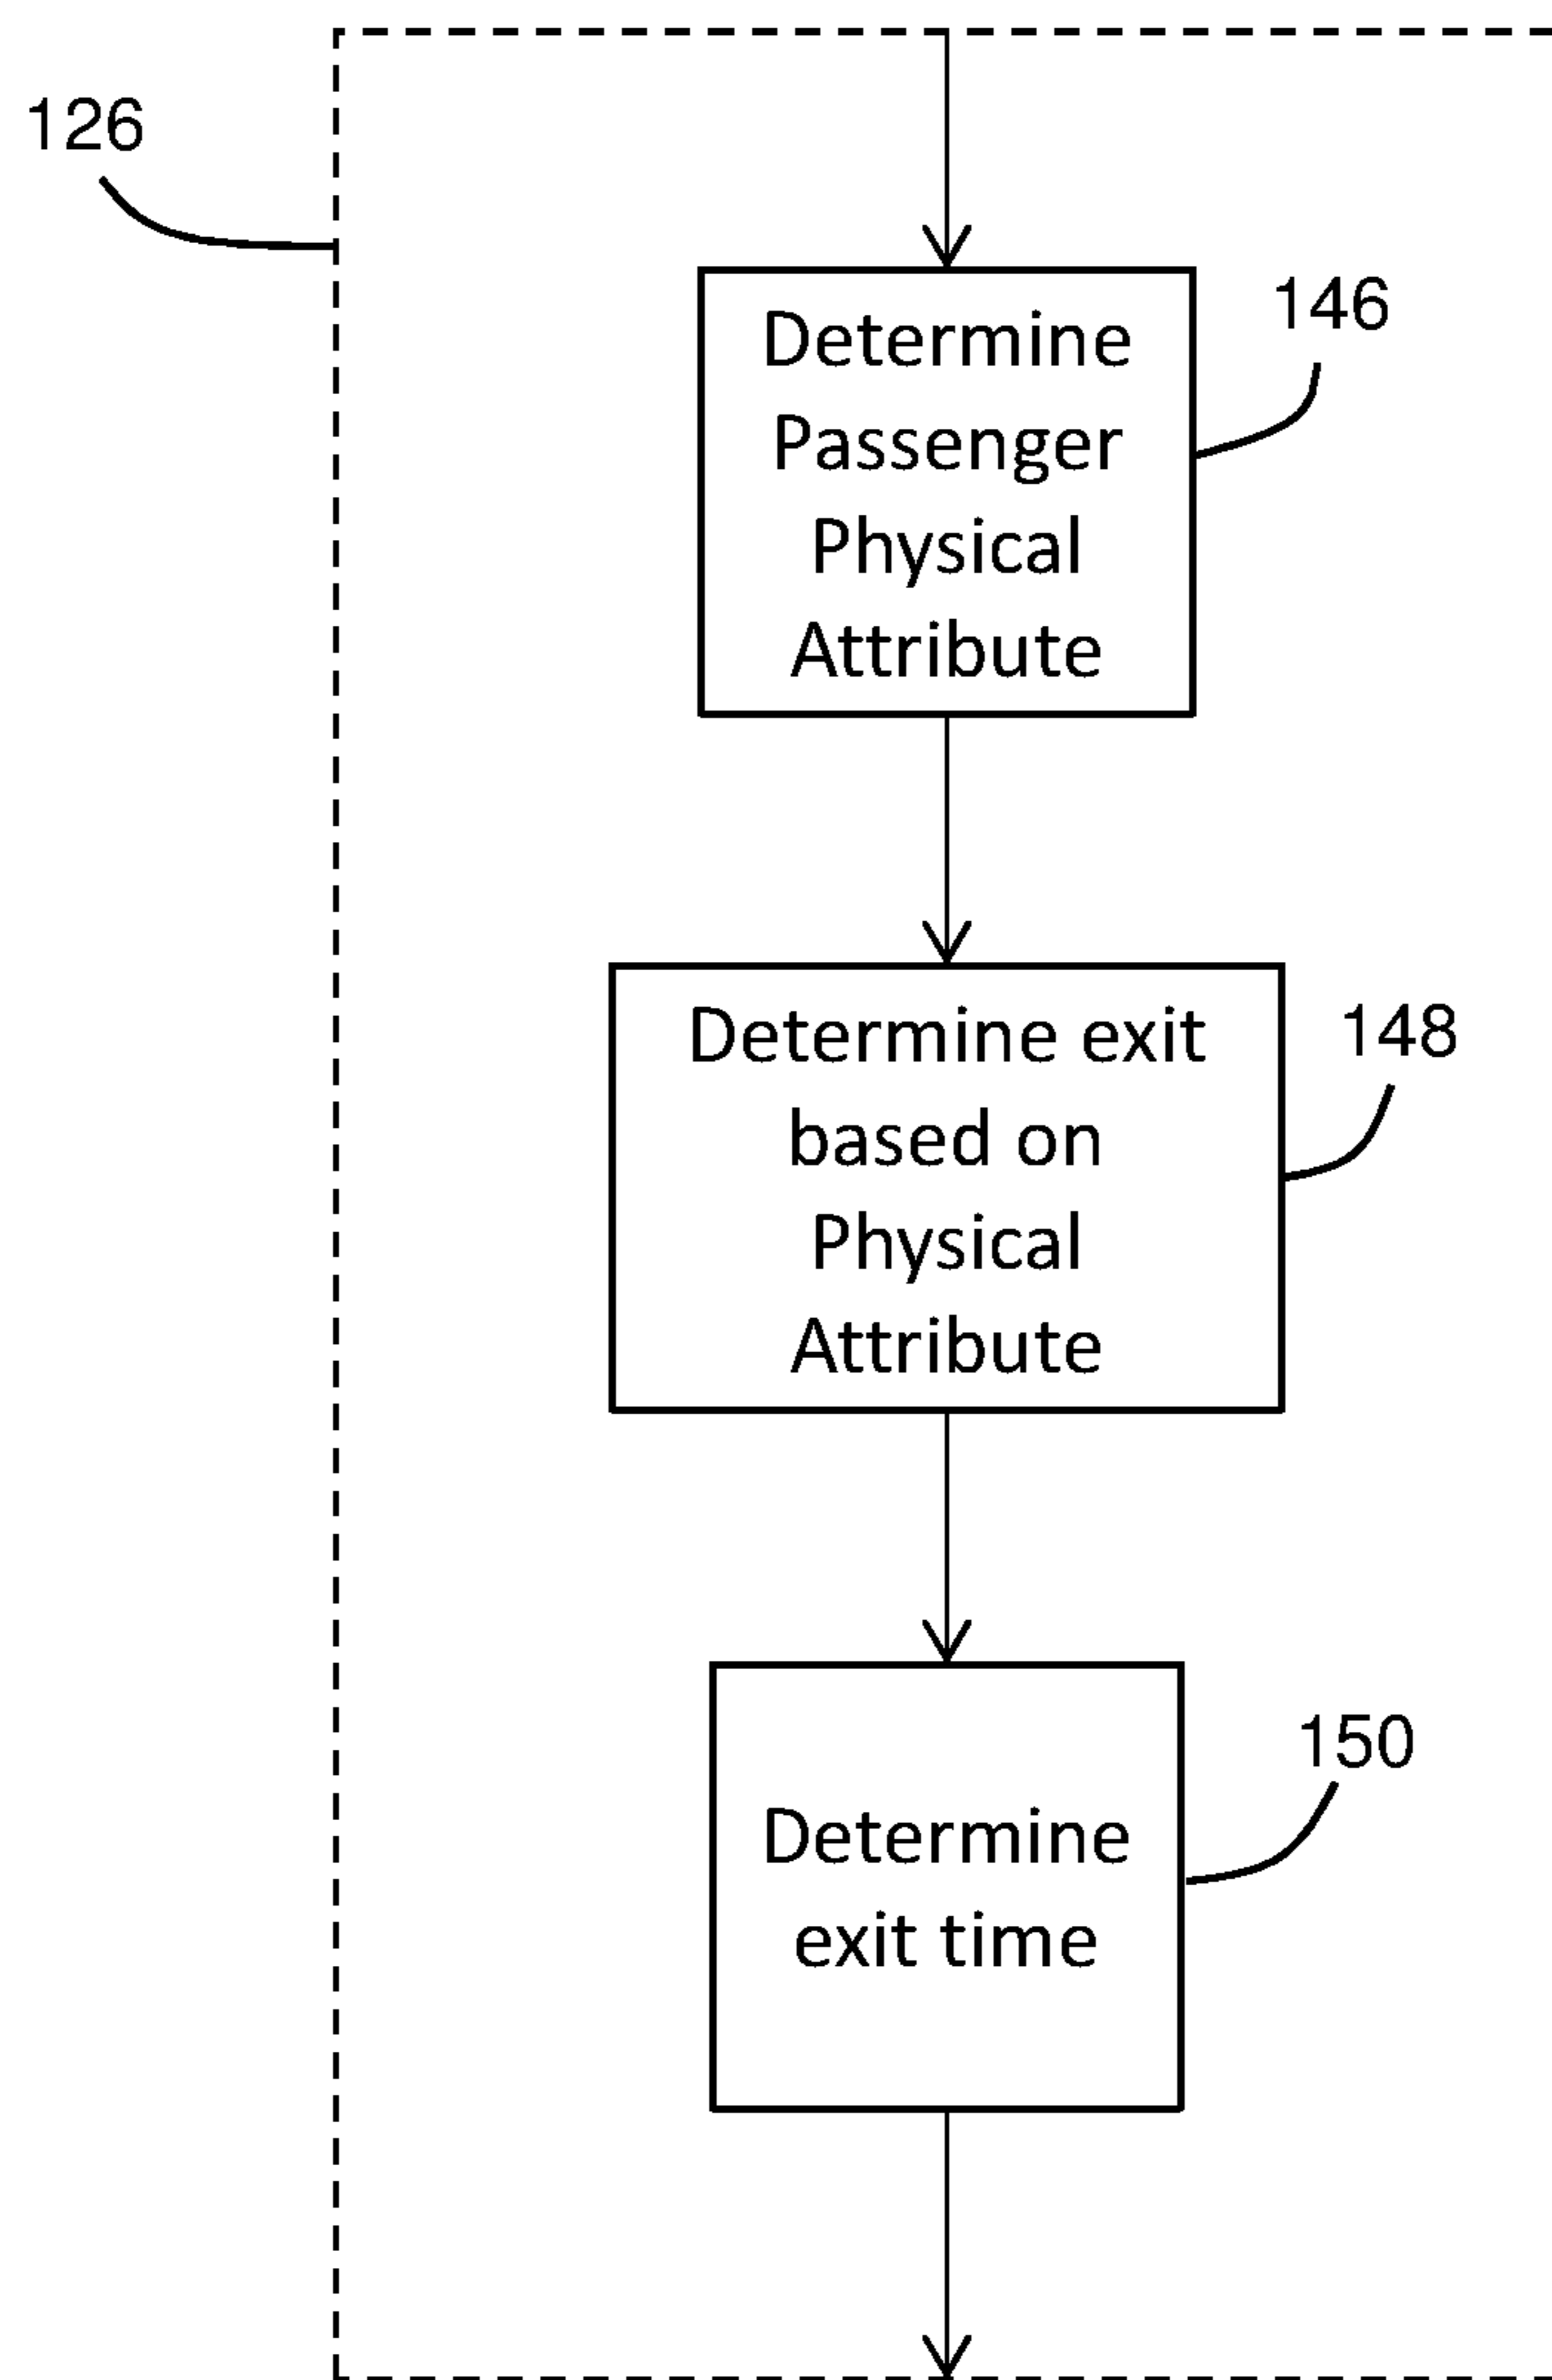 126
146
Determine
Passenger
Physical
Attribute
148
Determine exit
based on
Physical
Attribute
150
Determine
exit time